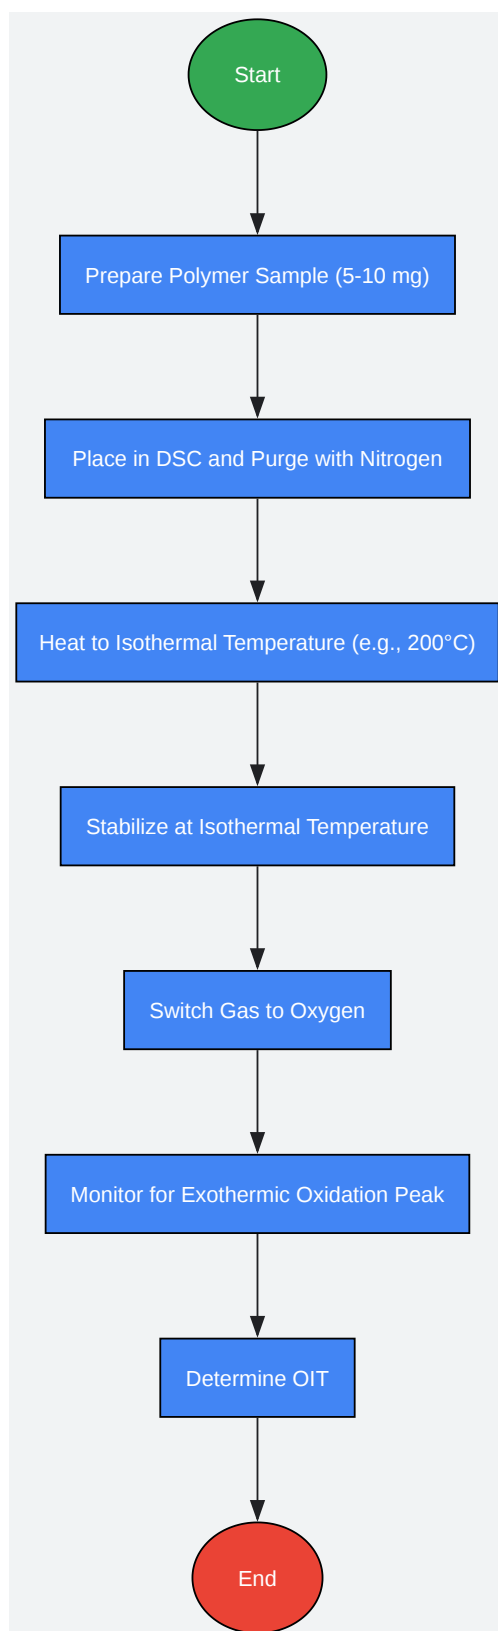 Start
Prepare Polymer Sample (5-10 mg)
Place in DSC and Purge with Nitrogen
Heat to Isothermal Temperature (e.g., 200°C)
Stabilize at Isothermal Temperature
Switch Gas to Oxygen
Monitor for Exothermic Oxidation Peak
Determine OIT
End